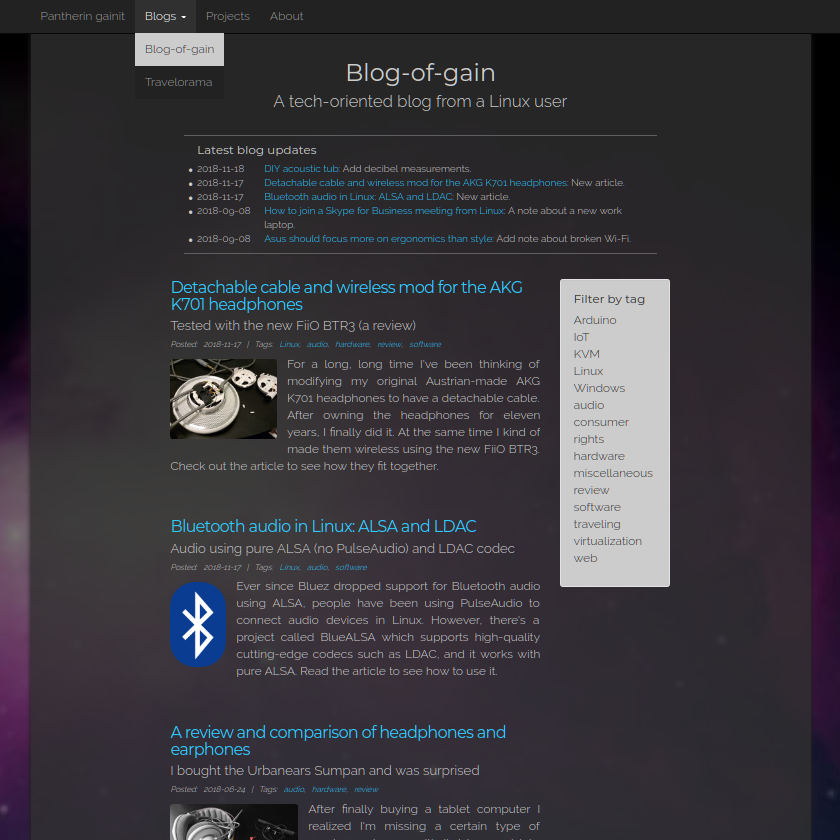 Pantherin gainit Blogs Projects About
Blog-of-gain
Travelorama
Blog-of-gain
A tech-oriented blog from a Linux user
Latest blog updates
2018-11-18 DIY acoustic tub: Add decibel measurements.
2018-11-17 Detachable cable and wireless mod for the AKG K701 headphones: New article.
2018-11-17 Bluetooth audio in Linux: ALSA and LDAC: New article.
2018-09-08 How to join a Skype for Business meeting from Linux: A note about a new work
laptop.
2018-09-08 Asus should focus more on ergonomics than style: Add note about broken Wi-Fi.
Detachable cable and wireless mod for the AKG
K701 headphones
Tested with the new FiiO BTR3 (a review)
Posted: 2018-11-17 | Tags: Linux, audio, hardware, review, software
For a long, long time I've been thinking of
modifying my original Austrian-made AKG
K701 headphones to have a detachable cable.
After owning the headphones for eleven
years, I finally did it. At the same time I kind of
made them wireless using the new FiiO BTR3.
Check out the article to see how they fit together.
Filter by tag
Arduino
IoT
KVM
Linux
Windows
audio
consumer
rights
hardware
miscellaneous
review
software
traveling
virtualization
web
Bluetooth audio in Linux: ALSA and LDAC
Audio using pure ALSA (no PulseAudio) and LDAC codec
Posted: 2018-11-17 | Tags: Linux, audio, software
Ever since Bluez dropped support for Bluetooth audio
using ALSA, people have been using PulseAudio to
connect audio devices in Linux. However, there's a
project called BlueALSA which supports high-quality
cutting-edge codecs such as LDAC, and it works with
pure ALSA. Read the article to see how to use it.
A review and comparison of headphones and
earphones
I bought the Urbanears Sumpan and was surprised
Posted: 2018-06-24 | Tags: audio, hardware, review
After finally buying a tablet computer I
realized I'm missing a certain type of